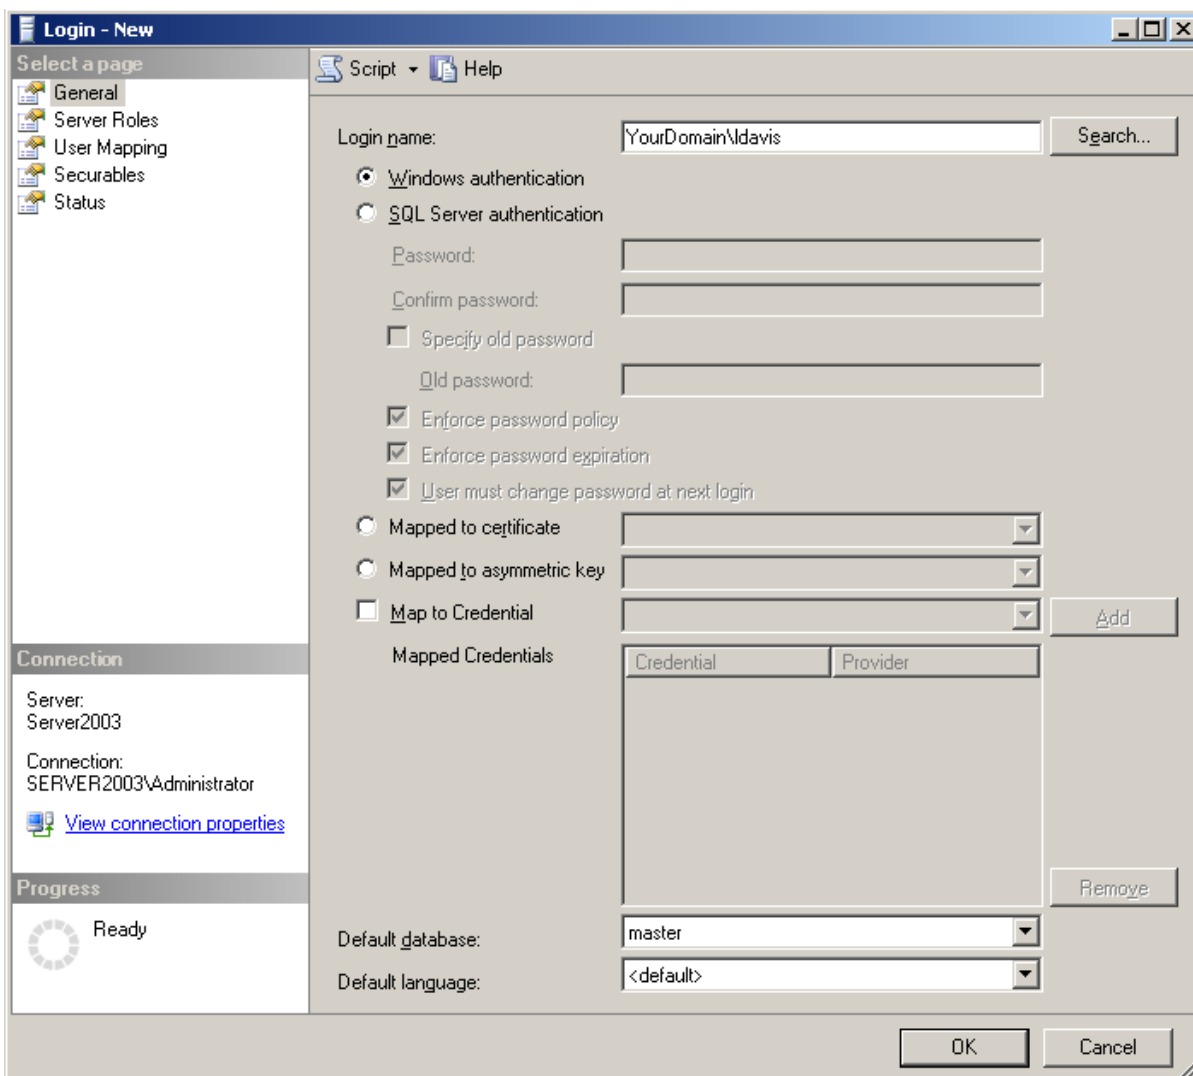 Login - New
Select a page
General
Server Roles
User Mapping
Securables
Status
Connection
Server:
Server2003
Connection:
SERVER2003\Administrator
View connection properties
Progress
Ready
Script Help
Login name: YourDomain\ldavis Search...
Windows authentication
SQL Server authentication
Password:
Confirm password:
Specify old password
Old password:
Enforce password policy
Enforce password expiration
User must change password at next login
Mapped to certificate
Mapped to asymmetric key
Map to Credential Add
Mapped Credentials Credential Provider
Remove
Default database: master
Default language: <default>
OK Cancel